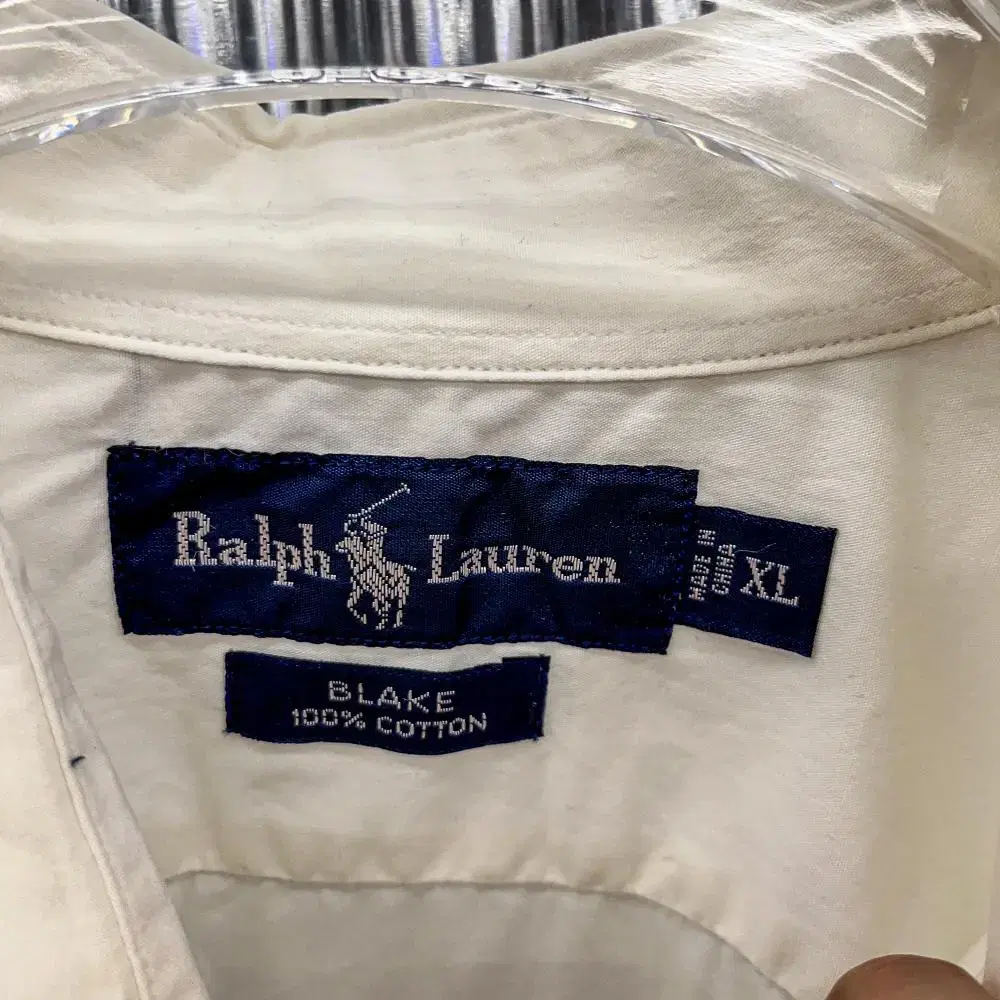 Ralph Lauren
MADE IN
CHINA
XL
BLAKE
100% COTTON